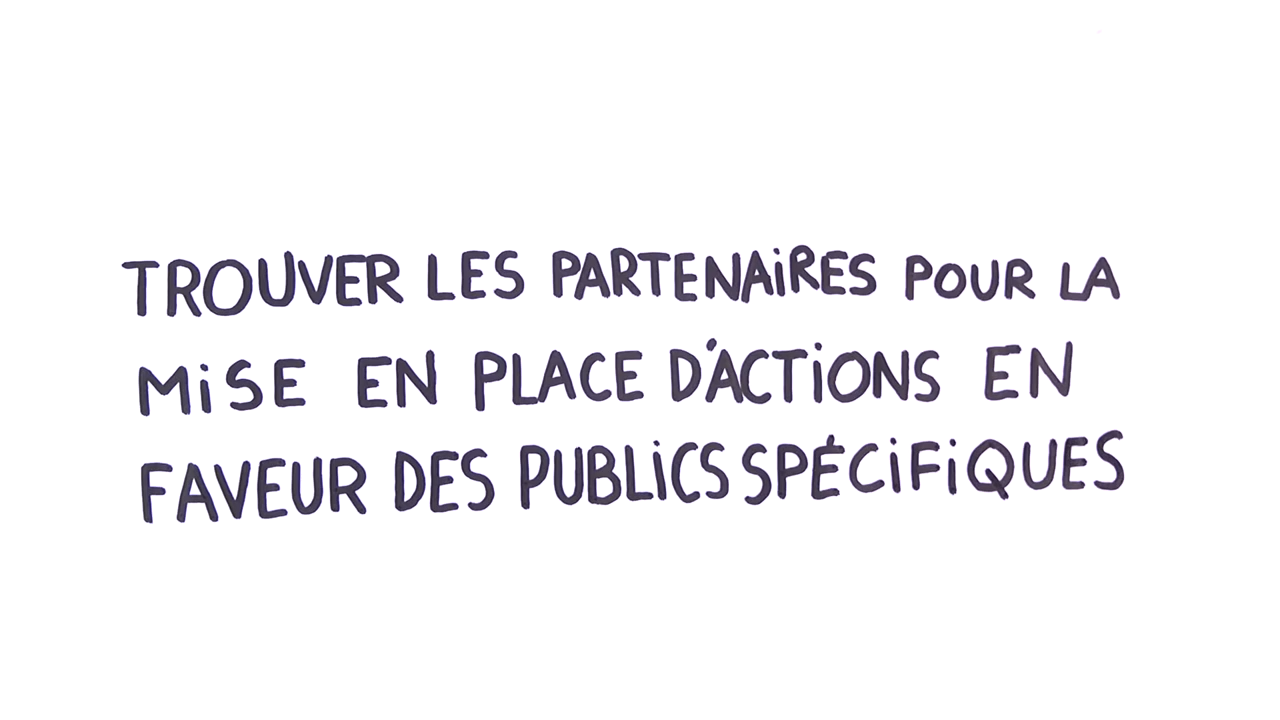 TROUVER LES PARTENAiRES POUR LA
MiSE EN PLACE D'ACTiONS EN
FAVEUR DES PUBLiCS SPÉCiFiQUES